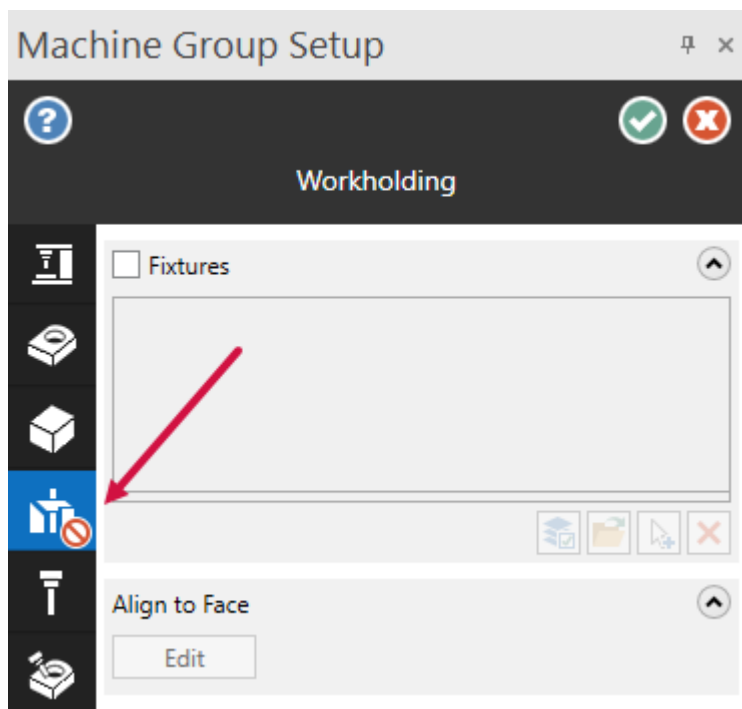 Machine Group Setup
Workholding
Fixtures
Align to Face
Edit